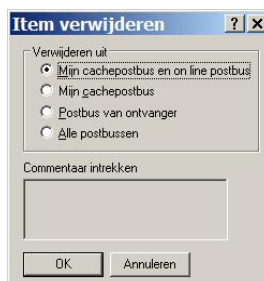 Item verwijderen
Verwijderen uit
Mijn cachepostbus en on line postbus
Mijn cachepostbus
Postbus van ontvanger
Alle postbussen
Commentaar intrekken
OK Annuleren